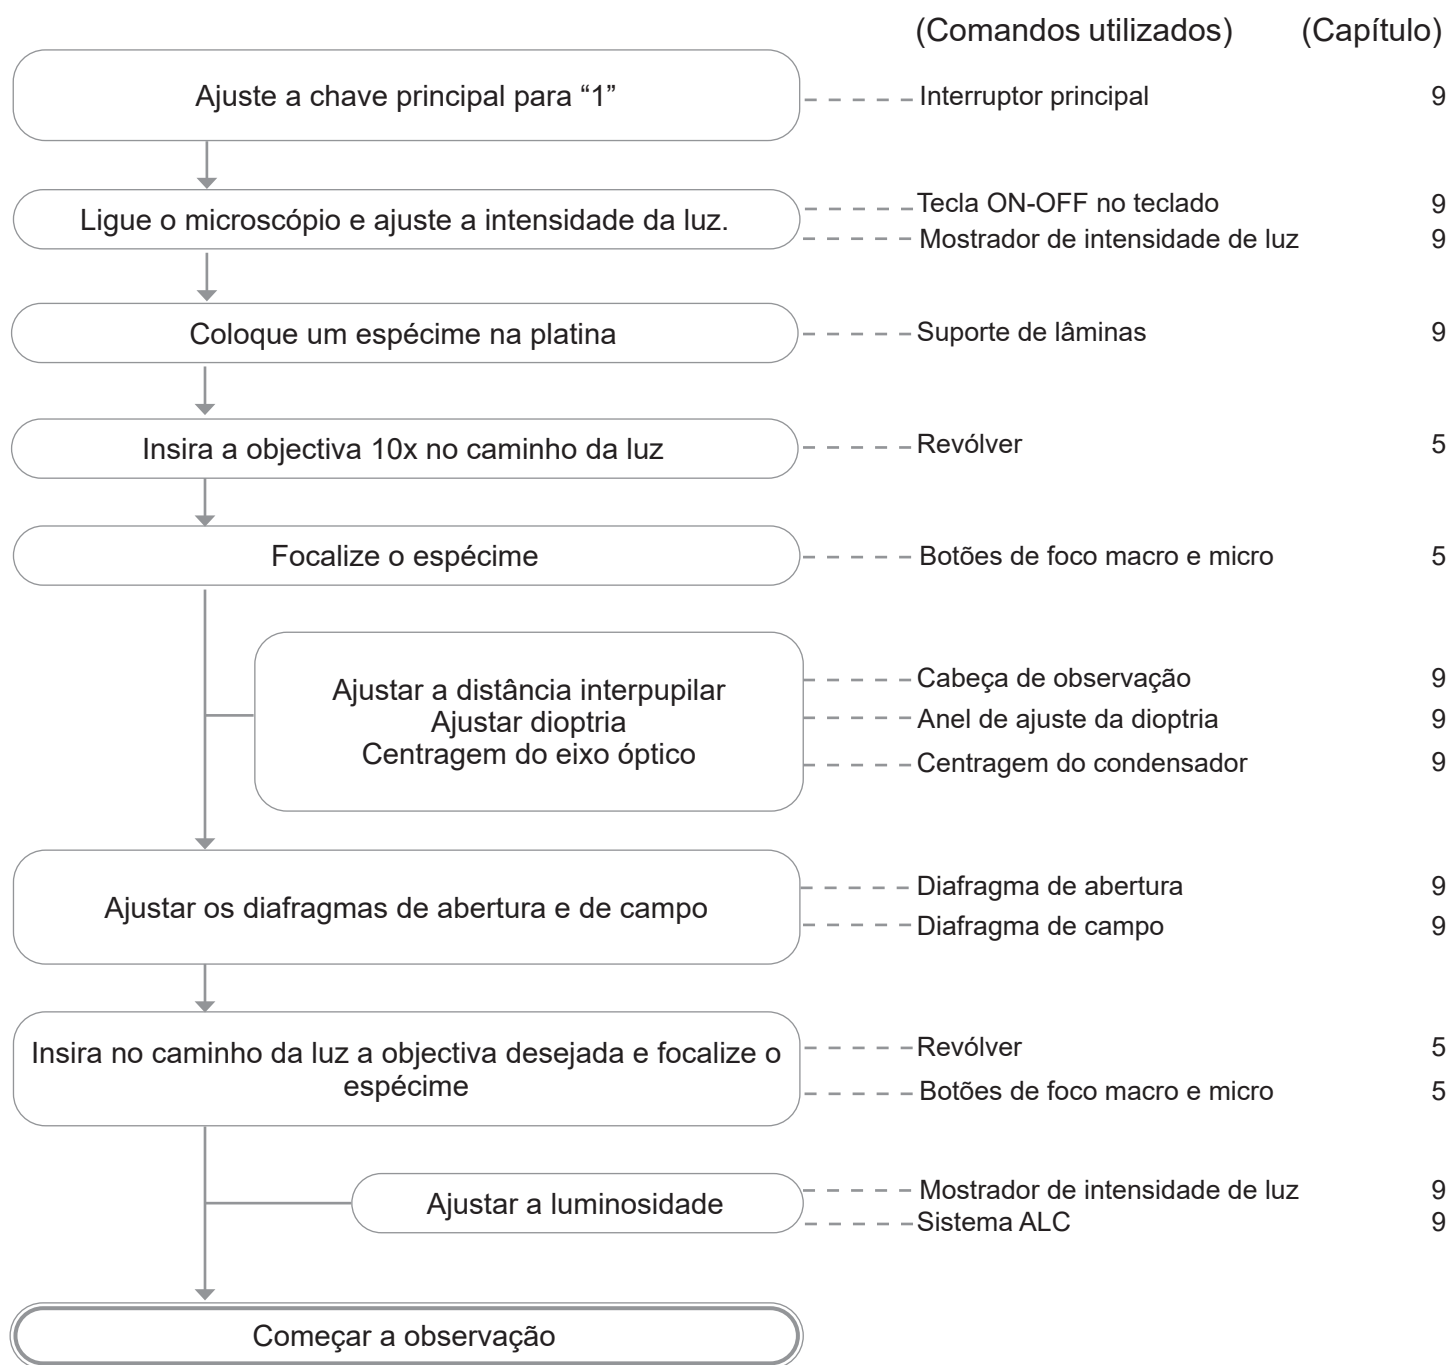 (Comandos utilizados) (Capítulo)
Ajuste a chave principal para “1” Interruptor principal 9
Ligue o microscópio e ajuste a intensidade da luz. Tecla ON-OFF no teclado 9
Mostrador de intensidade de luz 9
Coloque um espécime na platina Suporte de lâminas 9
Insira a objectiva 10x no caminho da luz Revólver 5
Focalize o espécime Botões de foco macro e micro 5
Ajustar a distância interpupilar Cabeça de observação 9
Ajustar dioptria Anel de ajuste da dioptria 9
Centragem do eixo óptico Centragem do condensador 9
Ajustar os diafragmas de abertura e de campo Diafragma de abertura 9
Diafragma de campo 9
Insira no caminho da luz a objectiva desejada e focalize o Revólver 5
espécime Botões de foco macro e micro 5
Ajustar a luminosidade Mostrador de intensidade de luz 9
Sistema ALC 9
Começar a observação